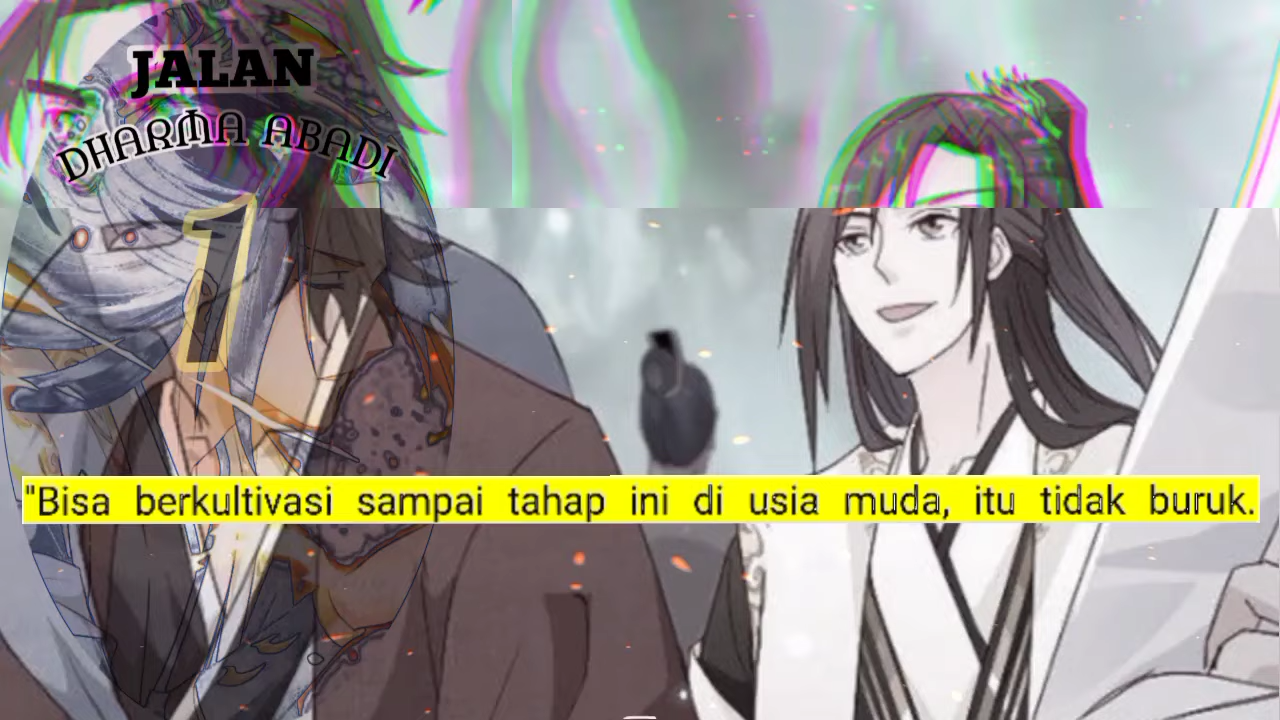 JALAN
DHARMA ABADI
1
"Bisa berkultivasi sampai tahap ini di usia muda, itu tidak buruk.